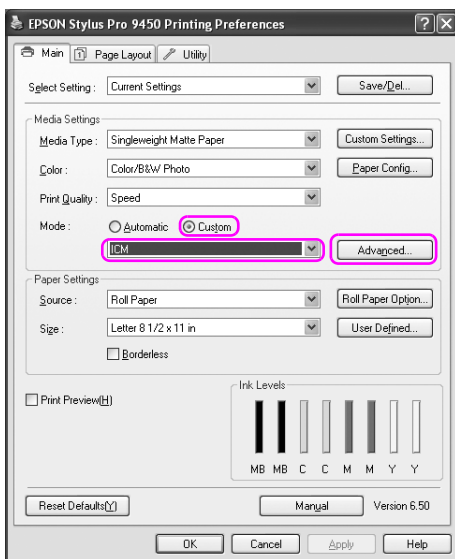 EPSON Stylus Pro 9450 Printing Preferences
Main Page Layout Utility
Select Setting : Current Settings Save/Del...
Media Settings
Media Type : Singleweight Matte Paper Custom Settings...
Color : Color/B&W Photo Paper Config...
Print Quality : Speed
Mode : Automatic Custom
ICM Advanced...
Paper Settings
Source : Roll Paper Roll Paper Option...
Size : Letter 8 1/2 x 11 in User Defined...
Borderless
Print Preview(H)
Ink Levels
MB MB C C M M Y Y
Reset Defaults(Y) Manual Version 6.50
OK Cancel Apply Help